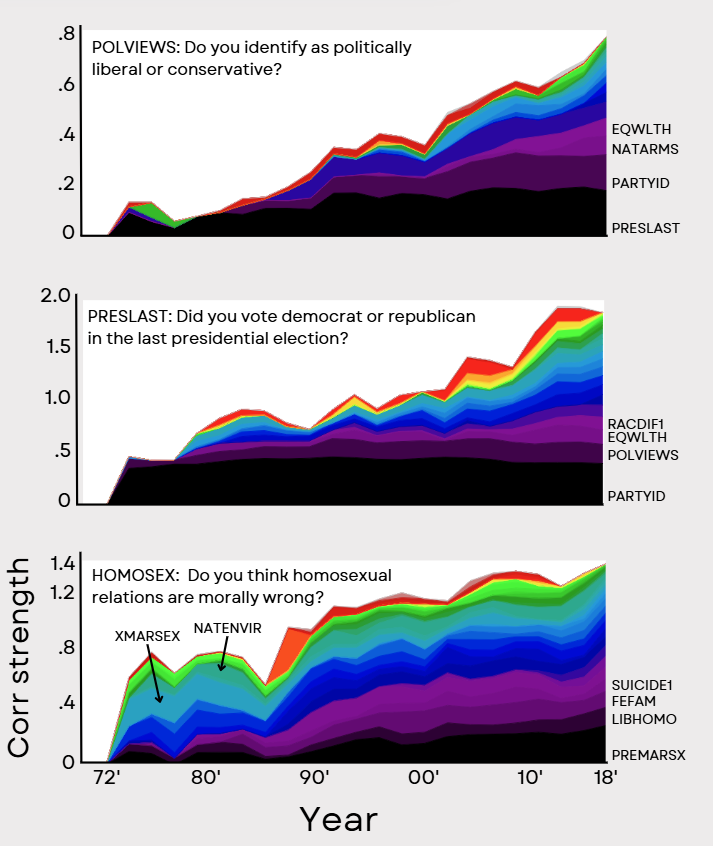 .8
POLVIEWS: Do you identify as politically
liberal or conservative?
.6
.4
EQWLTH
NATARMS
.2
PARTYID
0
PRESLAST
2.0
PRESLAST: Did you vote democrat or republican
in the last presidential election?
1.5
1.0
RACDIF1
EQWLTH
.5
POLVIEWS
0
PARTYID
1.4
HOMOSEX: Do you think homosexual
relations are morally wrong?
1.2
XMARSEX
NATENVIR
.8
.4
SUICIDE1
FEFAM
LIBHOMO
0
PREMARSX
Corr strength
72' 80' 90' 00' 10' 18'
Year